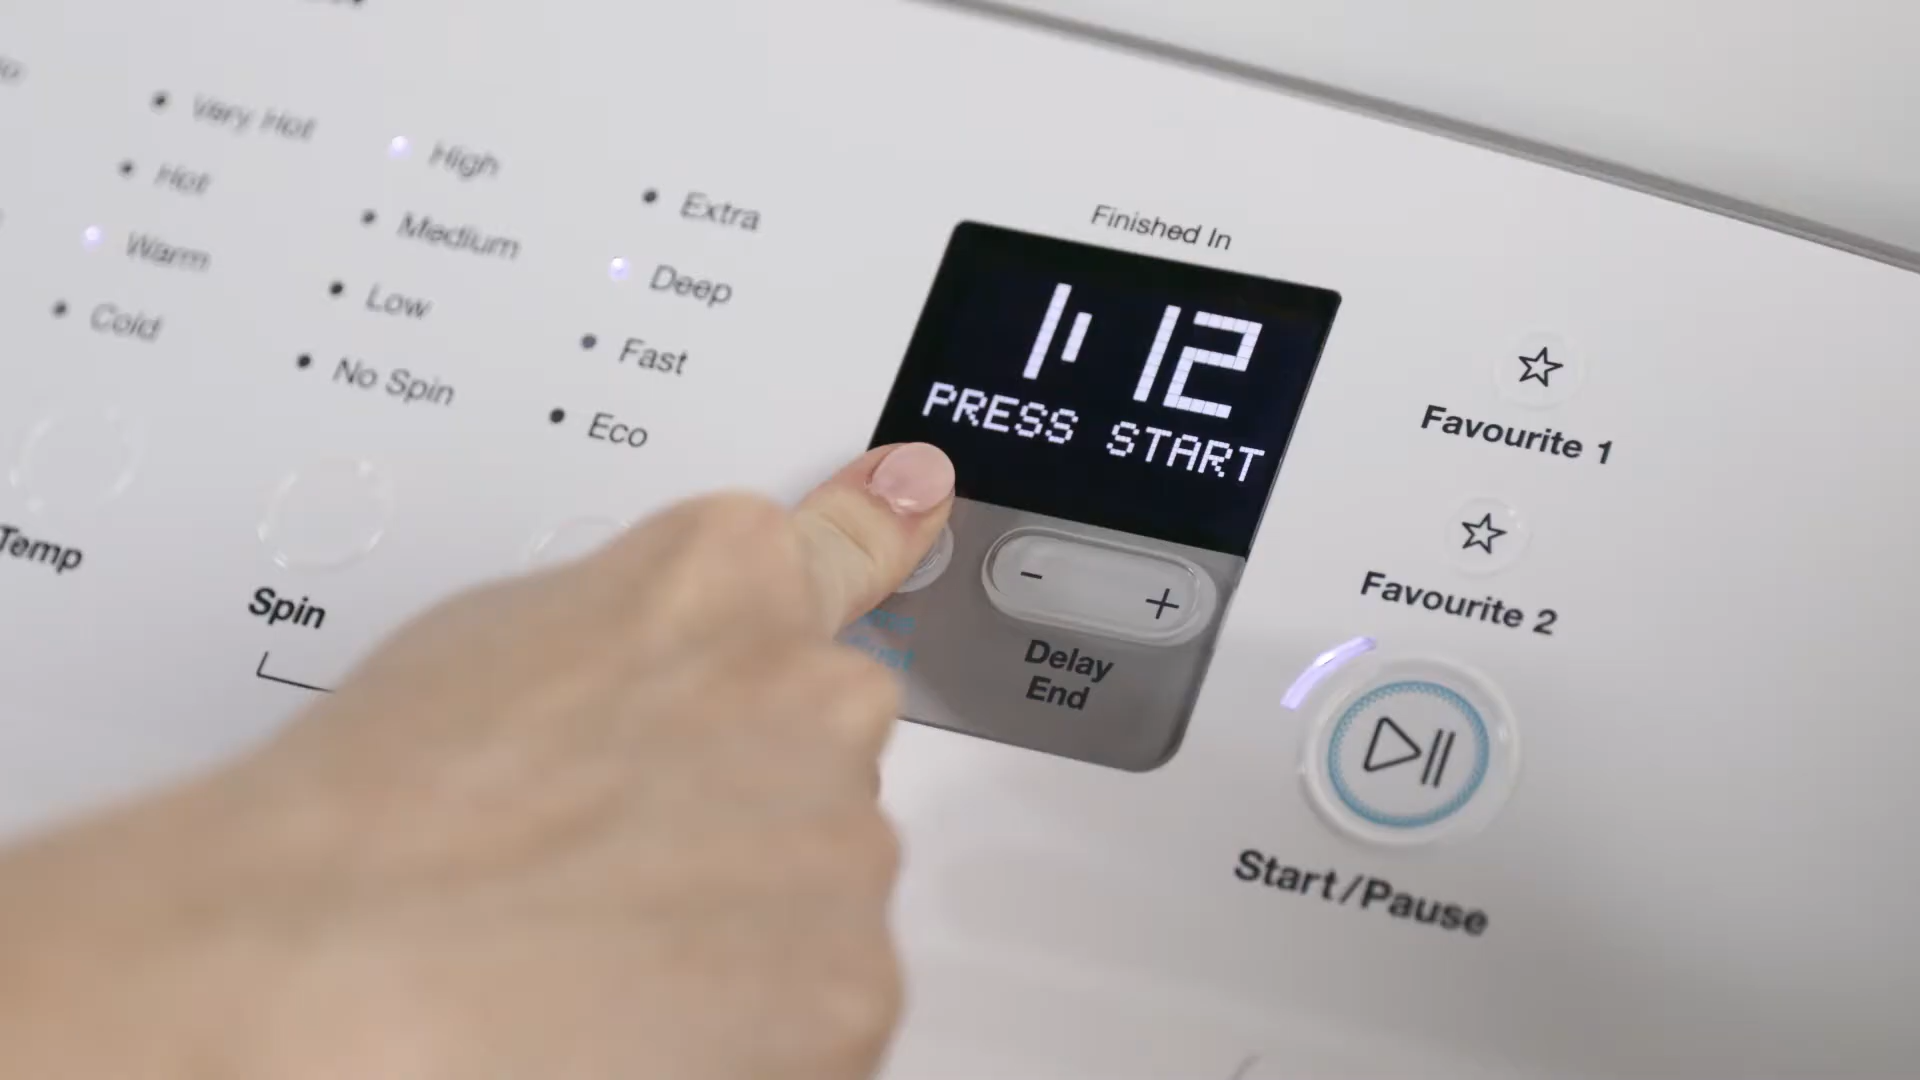 Very Hot
Hot
Warm
Cold
Temp
High
Medium
Low
No Spin
Spin
Extra
Deep
Fast
Eco
Finished In
1' 12
PRESS START
- +
Delay
End
Favourite 1
Favourite 2
Start/Pause